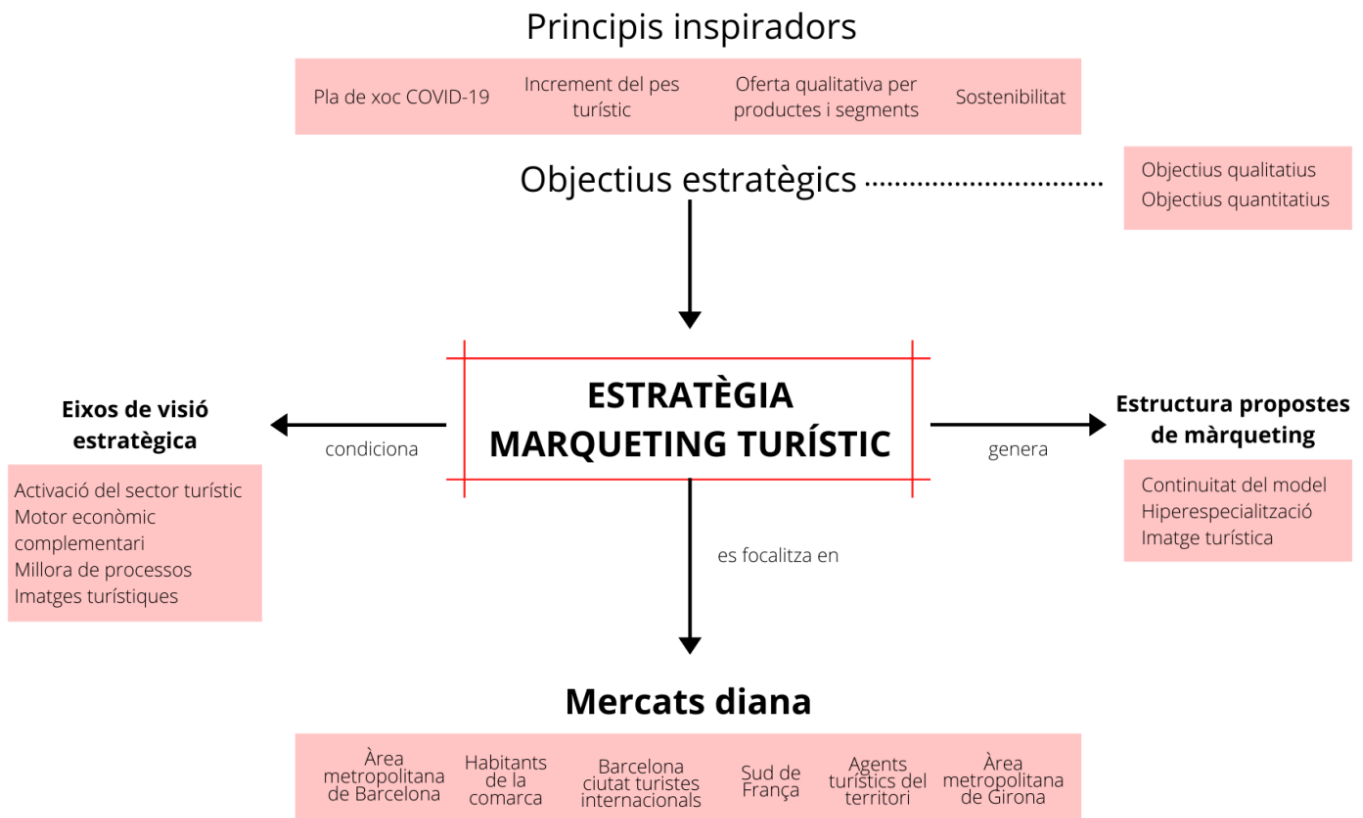 Principis inspiradors
Pla de xoc COVID-19
Increment del pes
turístic
Oferta qualitativa per
productes i segments
Sostenibilitat
Objectius estratègics
Objectius qualitatius
Objectius quantitatius
ESTRATÈGIA
MARQUETING TURÍSTIC
Eixos de visió
estratègica
condiciona
Activació del sector turístic
Motor econòmic
complementari
Millora de processos
Imatges turístiques
genera
Estructura propostes
de màrqueting
Continuitat del model
Hiperespecialització
Imatge turística
es focalitza en
Mercats diana
Àrea
metropolitana
de Barcelona
Habitants
de la
comarca
Barcelona
ciutat turistes
internacionals
Sud de
França
Agents
turístics del
territori
Àrea
metropolitana
de Girona